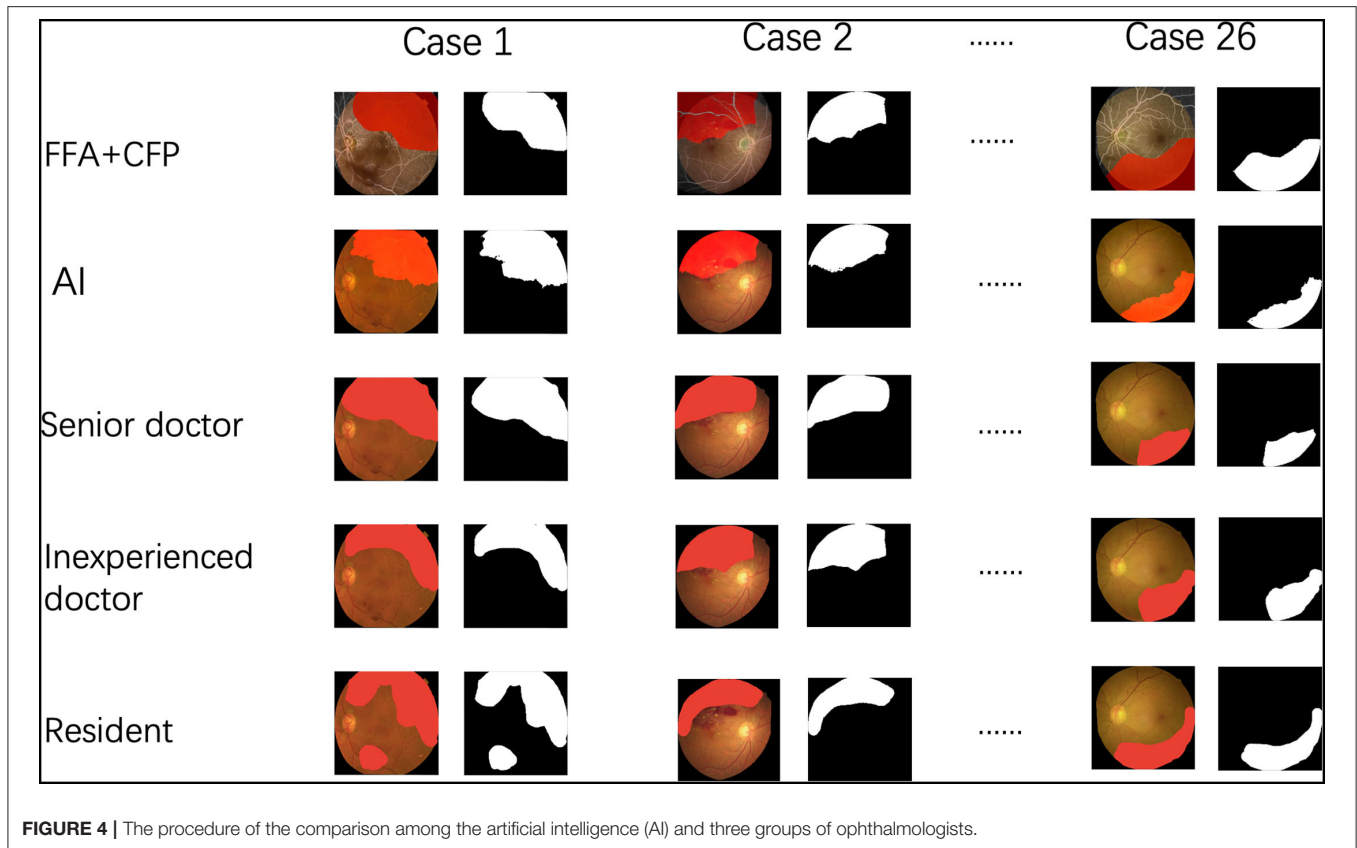 Case 1 Case 2 ...... Case 26
FFA+CFP ......
AI ......
Senior doctor ......
Inexperienced
doctor ......
Resident ......
FIGURE 4 | The procedure of the comparison among the artificial intelligence (AI) and three groups of ophthalmologists.